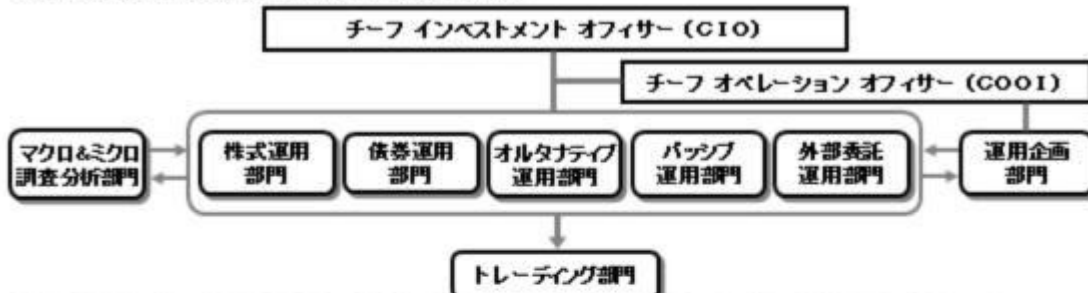 チーフ インベストメント オフィサー (CIO)
チーフ オペレーション オフィサー (COOI)
マクロ&ミクロ
調査分析部門
株式運用
部門
債券運用
部門
オルタナティブ
運用部門
パッシブ
運用部門
外部委託
運用部門
運用企画
部門
トレーディング部門